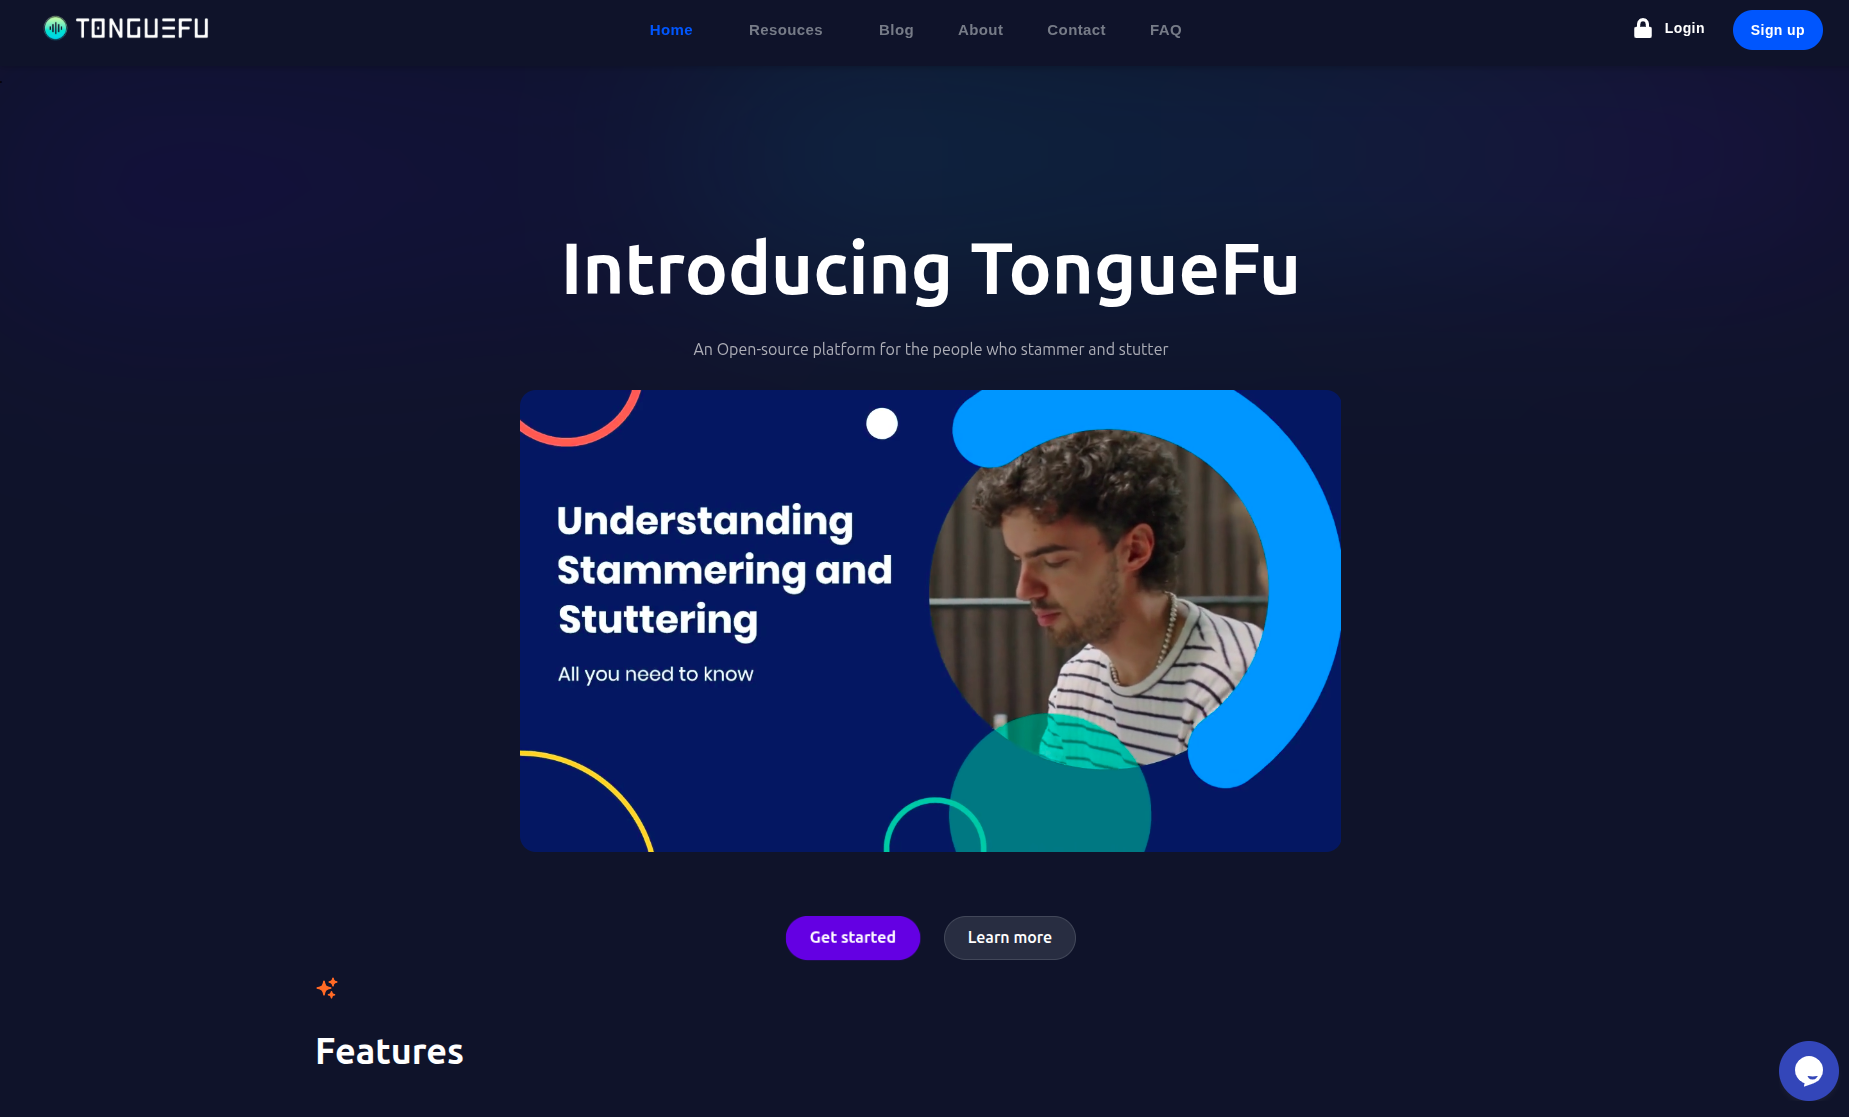 TONGUEFU
Home Resouces Blog About Contact FAQ
Login
Sign up
Introducing TongueFu
An Open-source platform for the people who stammer and stutter
Understanding
Stammering and
Stuttering
All you need to know
Get started
Learn more
Features